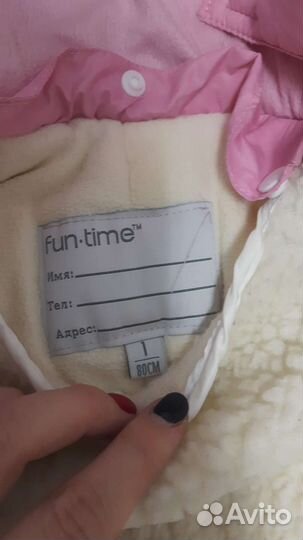 fun·time™
Имя:
Тел:
Адрес:
1
80CM
Avito